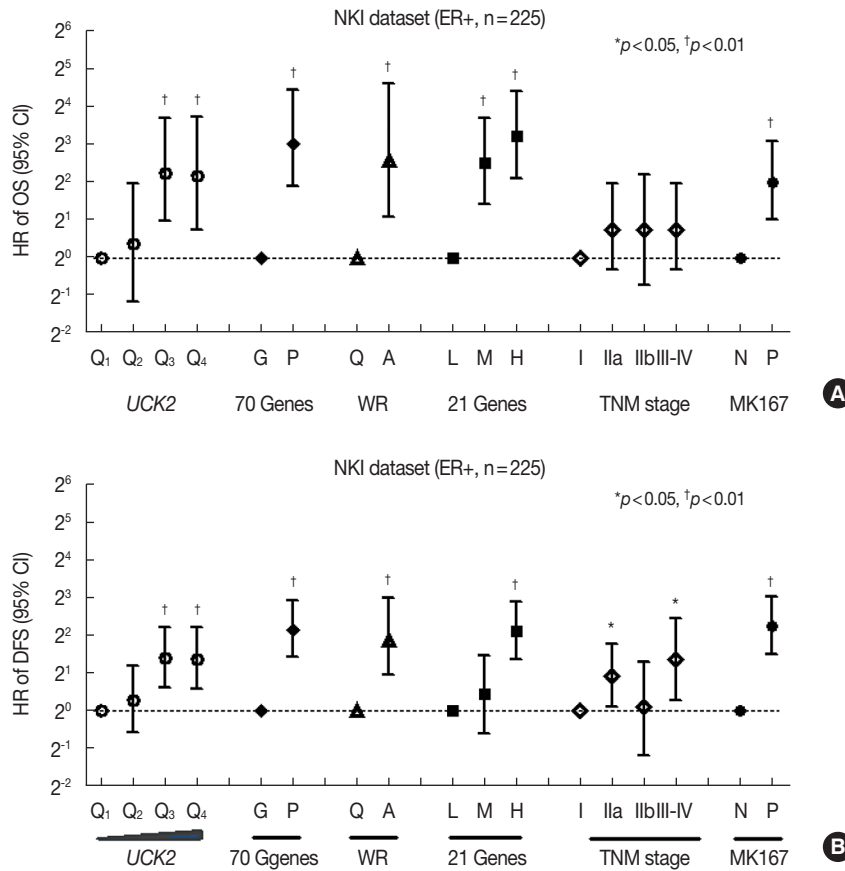 NKI dataset (ER+, n=225)
*p<0.05, †p<0.01
HR of OS (95% CI)
2⁶
2⁵
2⁴
2³
2²
2¹
2⁰
2⁻¹
2⁻²
† † † † † † †
Q₁ Q₂ Q₃ Q₄ G P Q A L M H I IIa IIb III-IV N P
UCK2 70 Genes WR 21 Genes TNM stage MK167
A
NKI dataset (ER+, n=225)
*p<0.05, †p<0.01
HR of DFS (95% CI)
2⁶
2⁵
2⁴
2³
2²
2¹
2⁰
2⁻¹
2⁻²
† † † † † * * †
Q₁ Q₂ Q₃ Q₄ G P Q A L M H I IIa IIb III-IV N P
UCK2 70 Ggenes WR 21 Genes TNM stage MK167
B